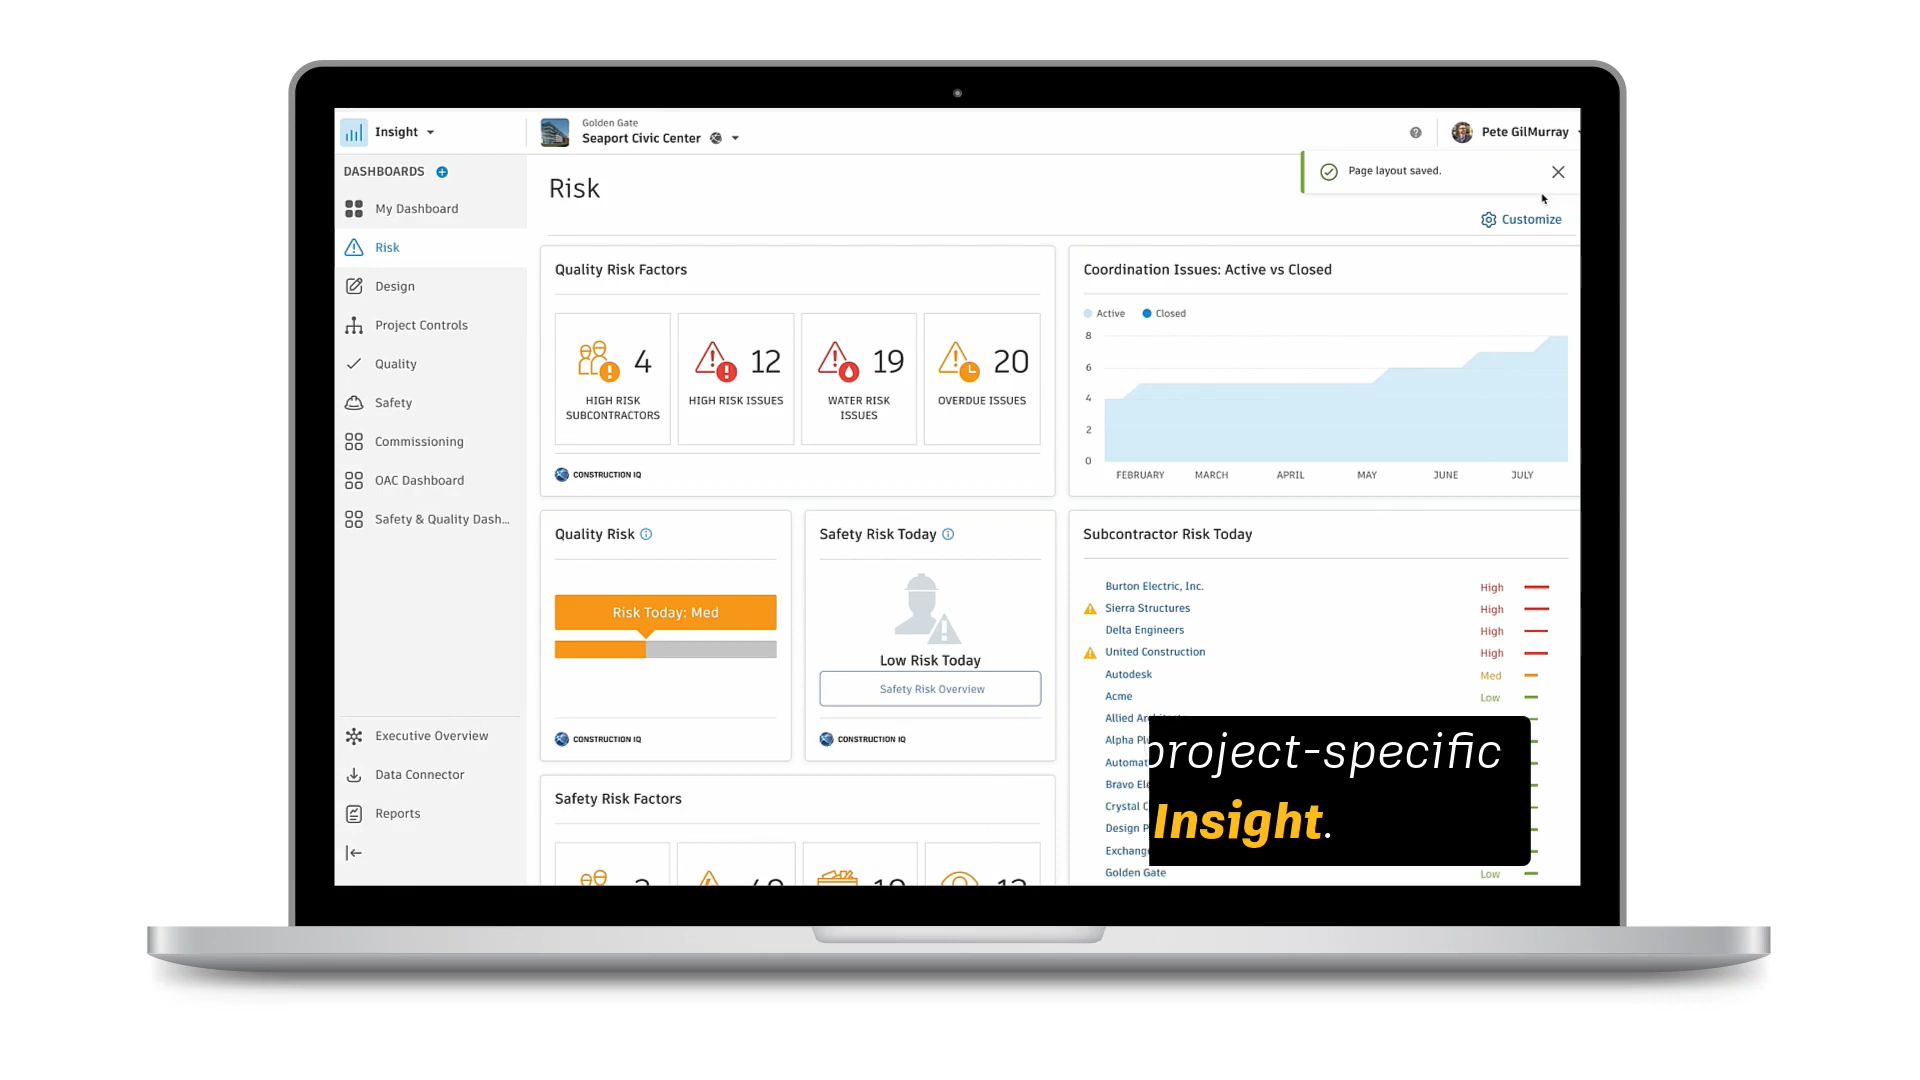 Insight
Golden Gate
Seaport Civic Center
Pete GilMurray
DASHBOARDS
Page layout saved.
My Dashboard
Risk
Design
Project Controls
Quality
Safety
Commissioning
OAC Dashboard
Safety & Quality Dash...
Executive Overview
Data Connector
Reports
Risk
Customize
Quality Risk Factors
4
HIGH RISK
SUBCONTRACTORS
12
HIGH RISK ISSUES
19
WATER RISK
ISSUES
20
OVERDUE ISSUES
CONSTRUCTION IQ
Coordination Issues: Active vs Closed
Active Closed
8
6
4
2
0
FEBRUARY MARCH APRIL MAY JUNE JULY
Quality Risk
Risk Today: Med
CONSTRUCTION IQ
Safety Risk Today
Low Risk Today
Safety Risk Overview
CONSTRUCTION IQ
Subcontractor Risk Today
Burton Electric, Inc. High
Sierra Structures High
Delta Engineers High
United Construction High
Autodesk Med
Acme Low
Allied
Alpha
Bravo
Crystal
Design
Golden Gate Low
project-specific
Insight.
Safety Risk Factors